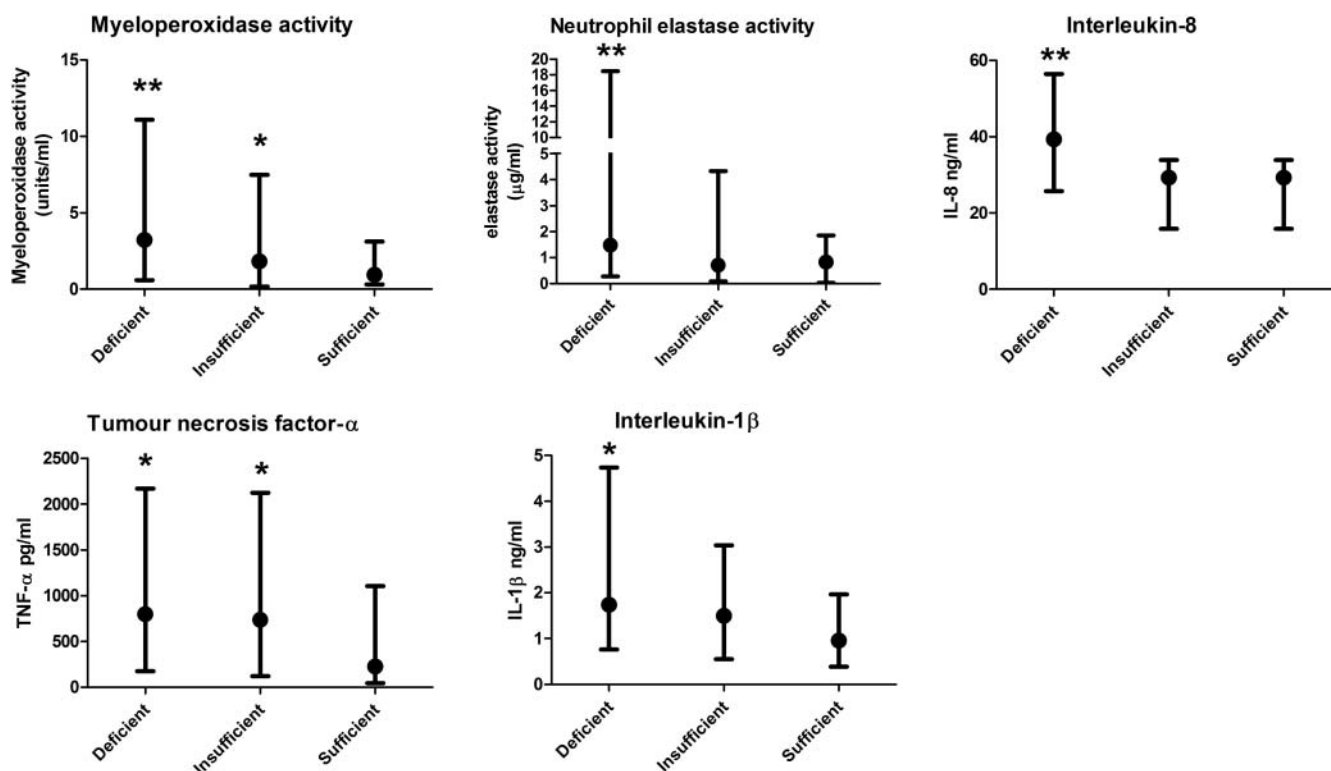 Myeloperoxidase activity
Myeloperoxidase activity
(units/ml)
15
10
5
0
**
*
Deficient
Insufficient
Sufficient
Neutrophil elastase activity
elastase activity
(μg/ml)
20
18
16
14
12
10
5
4
3
2
1
0
**
Deficient
Insufficient
Sufficient
Interleukin-8
IL-8 ng/ml
60
40
20
0
**
Deficient
Insufficient
Sufficient
Tumour necrosis factor-α
TNF-α pg/ml
2500
2000
1500
1000
500
0
*
*
Deficient
Insufficient
Sufficient
Interleukin-1β
IL-1β ng/ml
5
4
3
2
1
0
*
Deficient
Insufficient
Sufficient